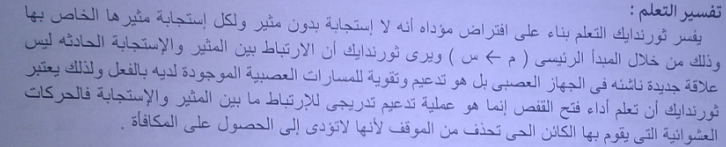 تفسير التعلم :
يفسر ثورندايك التعلم بناء على افتراض مؤداه أنه لا إستجابة بدون مثير ولكل إستجابة مثيرها الخاص بها
وذلك من خلال المبدأ الرئيسى ( م ← س ) ويرى ثورندايك أن الارتباط بين المثير والإستجابة الحادثه ليس
علاقة جديدة ناشئه فى الجهاز العصبى بل هو تدعيم وتقوية للمسارات العصبية الموجودة لديه بالفعل ولذلك يعتبر
ثورندايك أن تعلم أداء فتح القفص إنما هو عملية تدعيم تدريجى للإرتباط ما بين المثير والإستجابة فالحركات
العشوائية التى يقوم بها الكائن الحى تحذف من الموقف لأنها لاتؤدى إلى الحصول على المكافأة .